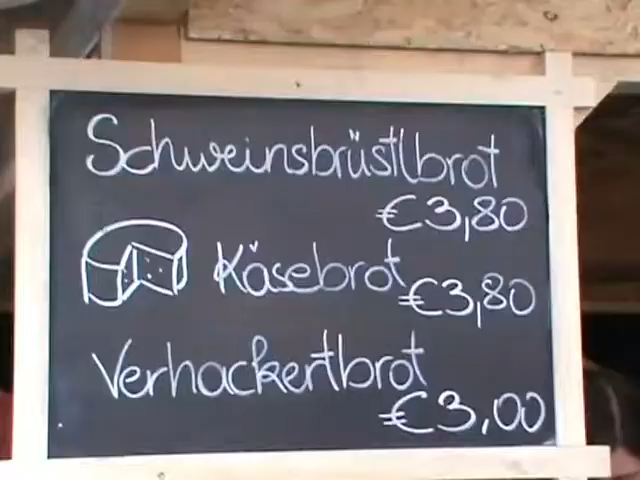 Schweinsbrüstlbrot
€3,80
Käsebrot €3,80
Verhackertbrot
€3,00